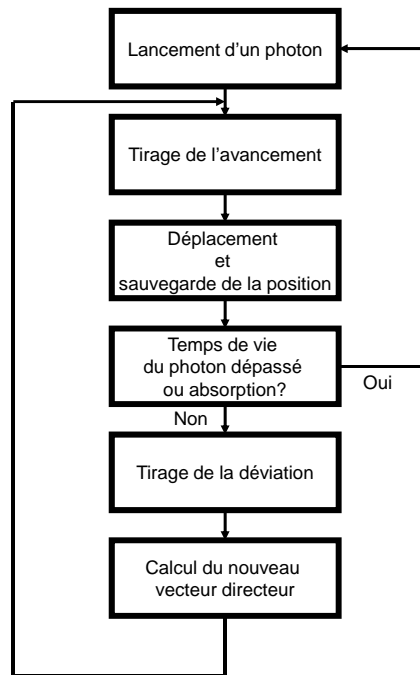 Lancement d’un photon
Tirage de l’avancement
Déplacement
et
sauvegarde de la position
Temps de vie
du photon dépassé
ou absorption?
Oui
Non
Tirage de la déviation
Calcul du nouveau
vecteur directeur